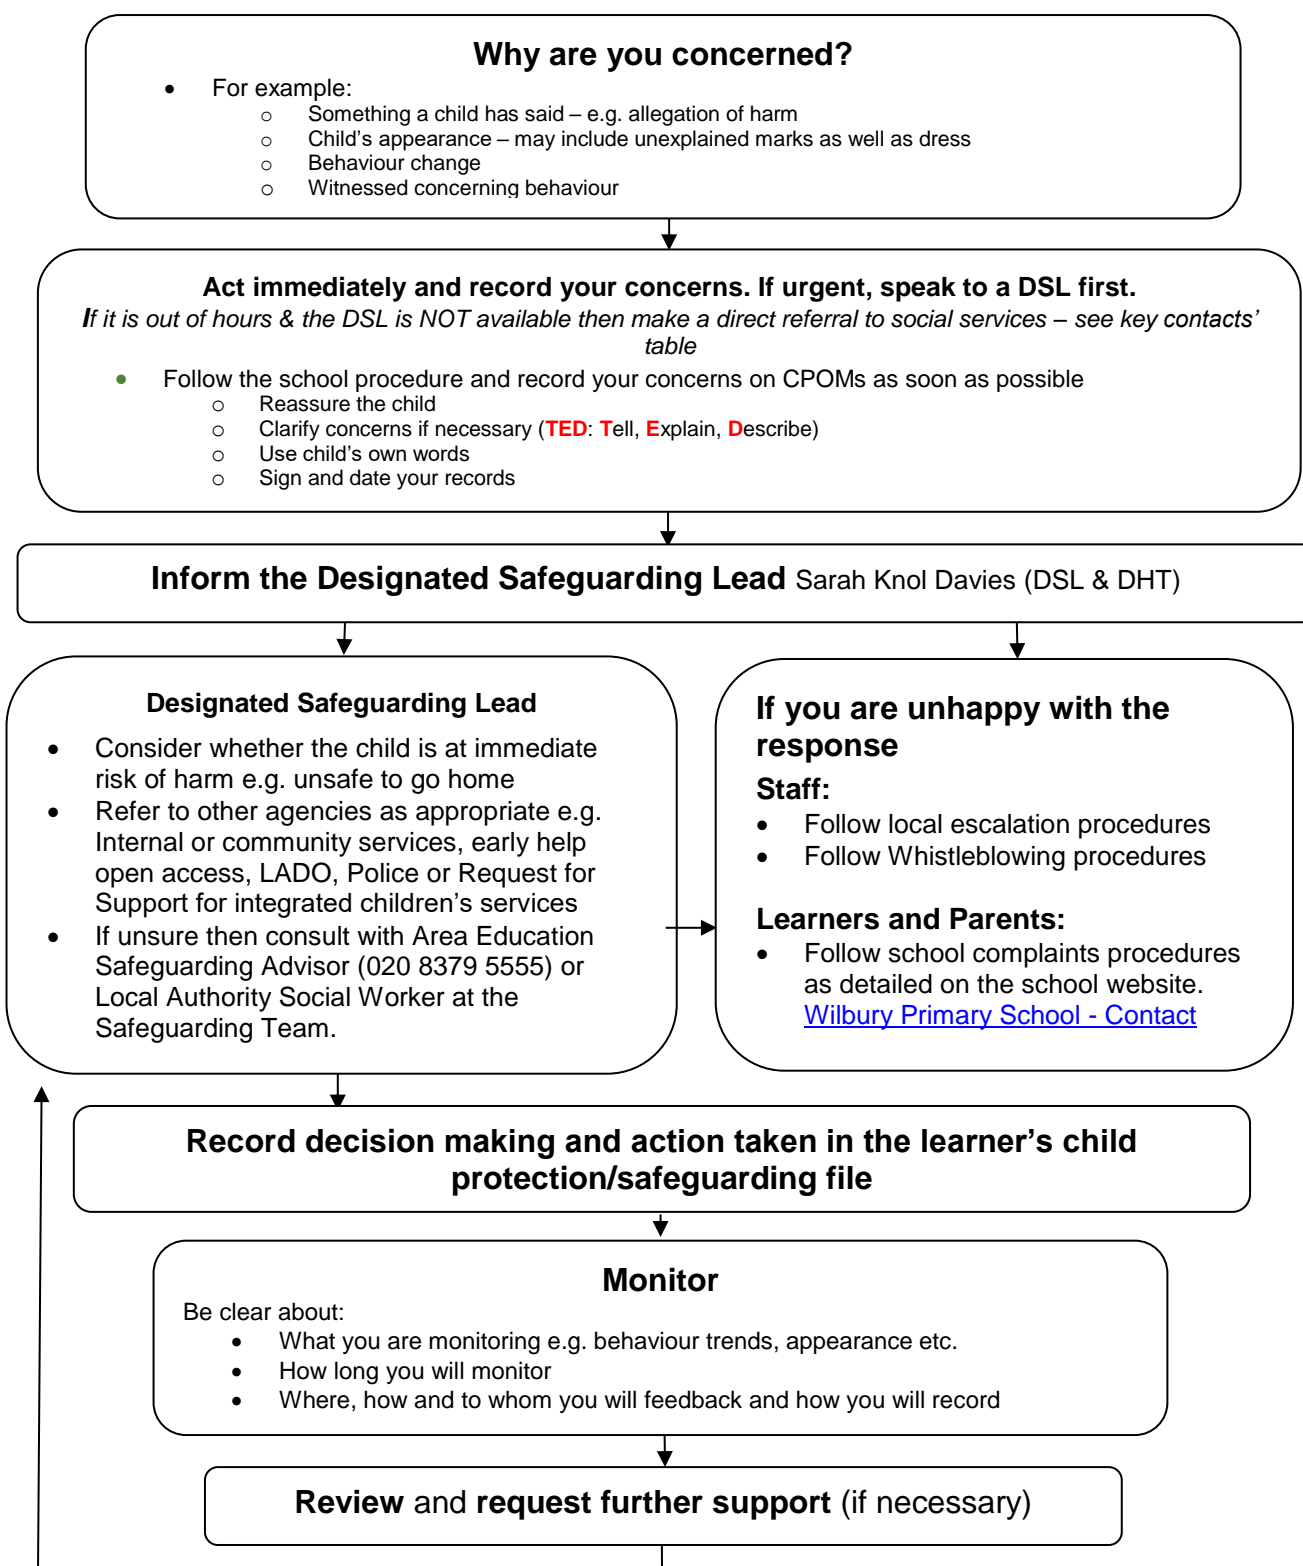 Why are you concerned?
• For example:
o Something a child has said – e.g. allegation of harm
o Child's appearance – may include unexplained marks as well as dress
o Behaviour change
o Witnessed concerning behaviour
Act immediately and record your concerns. If urgent, speak to a DSL first.
If it is out of hours & the DSL is NOT available then make a direct referral to social services – see key contacts'
table
• Follow the school procedure and record your concerns on CPOMs as soon as possible
o Reassure the child
o Clarify concerns if necessary (TED: Tell, Explain, Describe)
o Use child's own words
o Sign and date your records
Inform the Designated Safeguarding Lead Sarah Knol Davies (DSL & DHT)
Designated Safeguarding Lead
• Consider whether the child is at immediate
risk of harm e.g. unsafe to go home
• Refer to other agencies as appropriate e.g.
Internal or community services, early help
open access, LADO, Police or Request for
Support for integrated children's services
• If unsure then consult with Area Education
Safeguarding Advisor (020 8379 5555) or
Local Authority Social Worker at the
Safeguarding Team.
If you are unhappy with the
response
Staff:
• Follow local escalation procedures
• Follow Whistleblowing procedures
Learners and Parents:
• Follow school complaints procedures
as detailed on the school website.
Wilbury Primary School - Contact
Record decision making and action taken in the learner's child
protection/safeguarding file
Monitor
Be clear about:
• What you are monitoring e.g. behaviour trends, appearance etc.
• How long you will monitor
• Where, how and to whom you will feedback and how you will record
Review and request further support (if necessary)